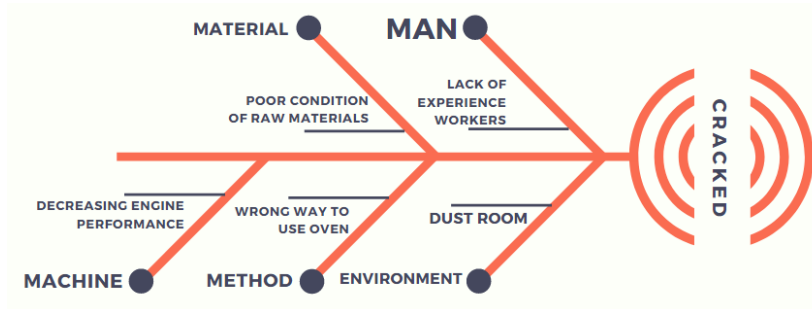 MATERIAL
MAN
POOR CONDITION
OF RAW MATERIALS
LACK OF
EXPERIENCE
WORKERS
CRACKED
DECREASING ENGINE
PERFORMANCE
WRONG WAY TO
USE OVEN
DUST ROOM
MACHINE
METHOD
ENVIRONMENT